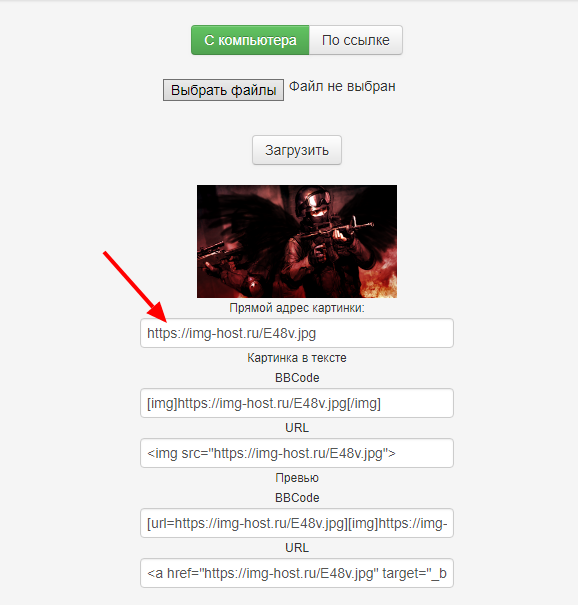 С компьютера По ссылке
Выбрать файлы Файл не выбран
Загрузить
Прямой адрес картинки:
https://img-host.ru/E48v.jpg
Картинка в тексте
BBCode
[img]https://img-host.ru/E48v.jpg[/img]
URL
<img src="https://img-host.ru/E48v.jpg">
Превью
BBCode
[url=https://img-host.ru/E48v.jpg][img]https://img-
URL
<a href="https://img-host.ru/E48v.jpg" target="_b